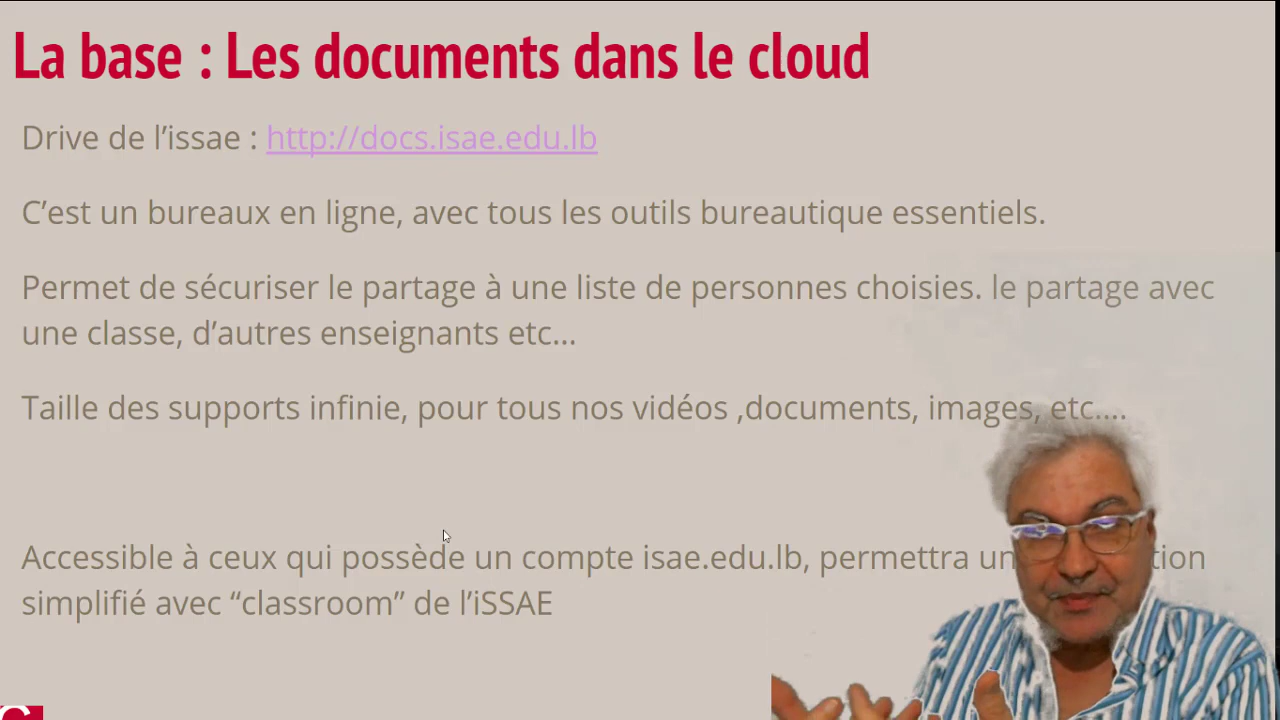 La base : Les documents dans le cloud
Drive de l’issae : http://docs.isae.edu.lb
C’est un bureaux en ligne, avec tous les outils bureautique essentiels.
Permet de sécuriser le partage à une liste de personnes choisies. le partage avec
une classe, d’autres enseignants etc...
Taille des supports infinie, pour tous nos vidéos ,documents, images, etc....
Accessible à ceux qui possède un compte isae.edu.lb, permettra
simplifié avec “classroom” de l’iSSAE